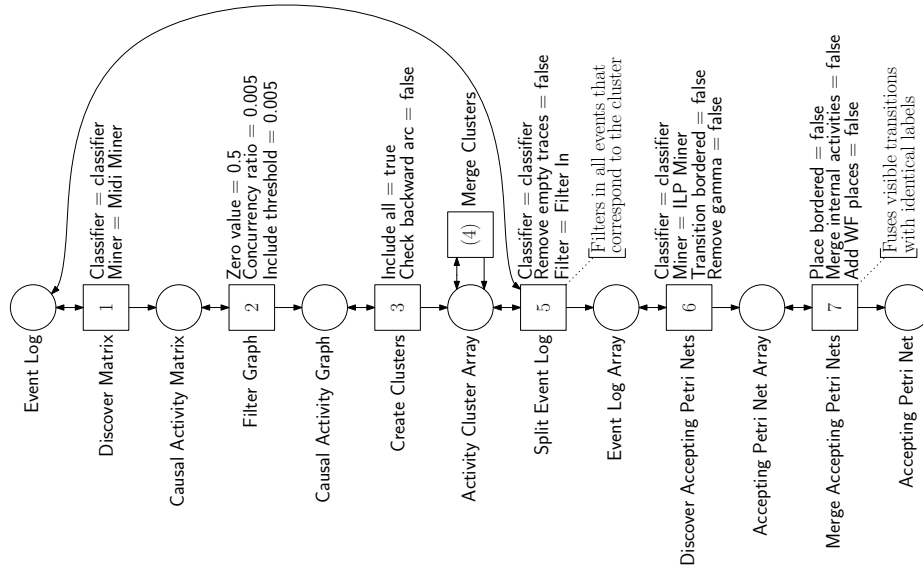 Event Log
1
Discover Matrix
Classifier = classifier
Miner = Midi Miner
Causal Activity Matrix
2
Filter Graph
Zero value = 0.5
Concurrency ratio = 0.005
Include threshold = 0.005
Causal Activity Graph
3
Create Clusters
Include all = true
Check backward arc = false
Activity Cluster Array
(4)
Merge Clusters
5
Split Event Log
Classifier = classifier
Remove empty traces = false
Filter = Filter In
Filters in all events that
correspond to the cluster
Event Log Array
6
Discover Accepting Petri Nets
Classifier = classifier
Miner = ILP Miner
Transition bordered = false
Remove gamma = false
Accepting Petri Net Array
7
Merge Accepting Petri Nets
Place bordered = false
Merge internal activities = false
Add WF places = false
Fuses visible transitions
with identical labels
Accepting Petri Net